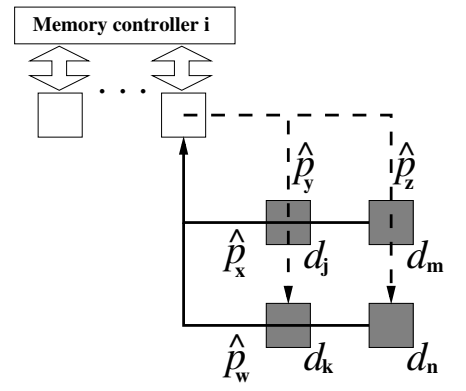 Memory controller i
. . .
p̂y p̂z
p̂x dj dm
p̂w dk dn